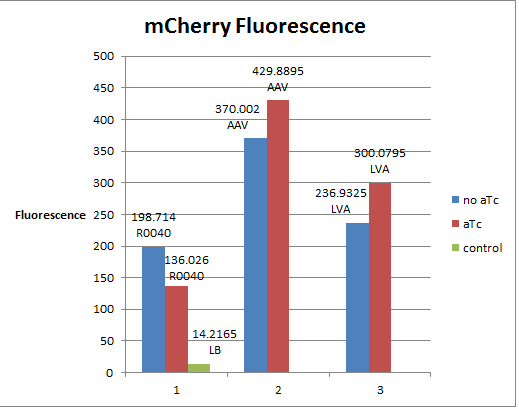 mCherry Fluorescence
500
450
400
350
300
250
200
150
100
50
0
Fluorescence
198.714
R0040
136.026
R0040
14.2165
LB
370.002
AAV
429.8895
AAV
236.9325
LVA
300.0795
LVA
1
2
3
no aTc
aTc
control